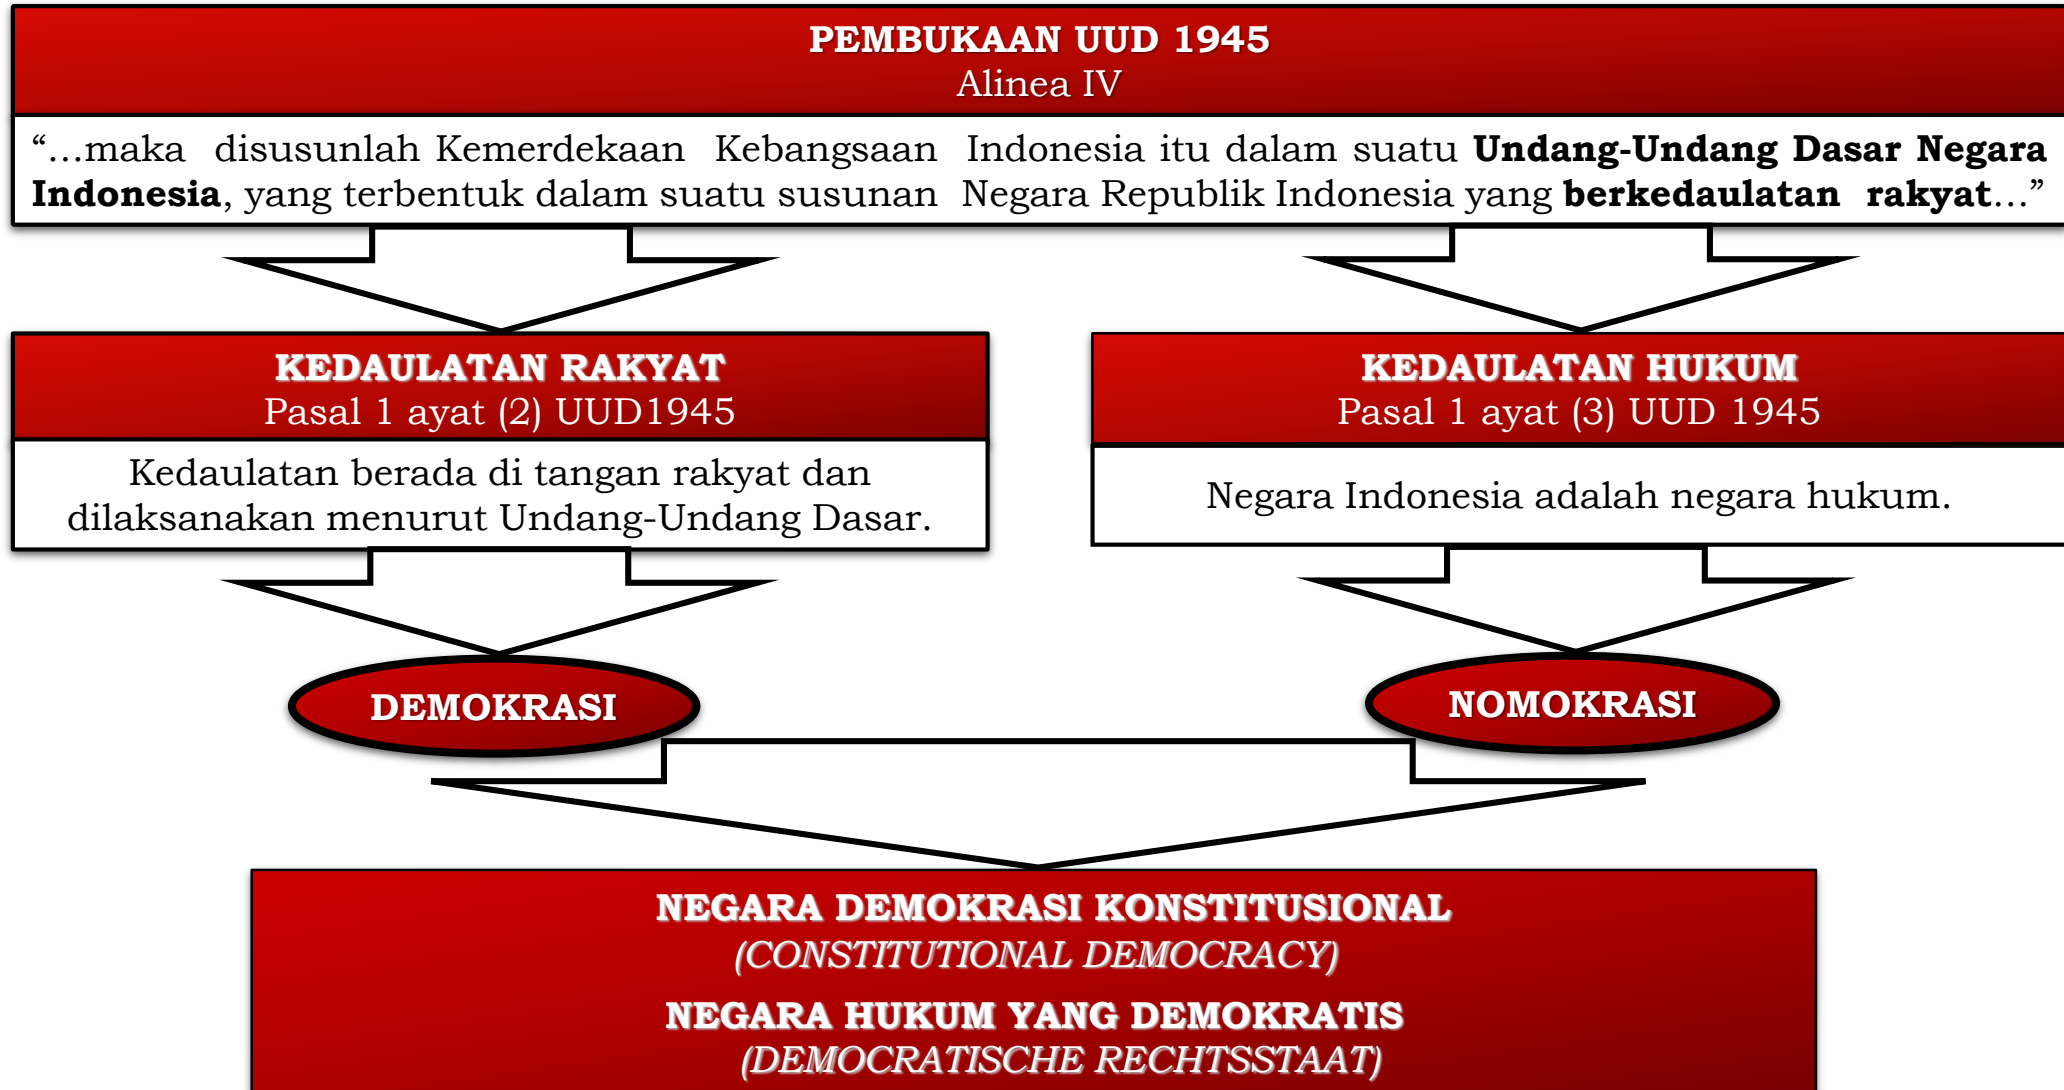 PEMBUKAAN UUD 1945
Alinea IV
“...maka disusunlah Kemerdekaan Kebangsaan Indonesia itu dalam suatu Undang-Undang Dasar Negara
Indonesia, yang terbentuk dalam suatu susunan Negara Republik Indonesia yang berkedaulatan rakyat...”
KEDAULATAN RAKYAT
Pasal 1 ayat (2) UUD1945
Kedaulatan berada di tangan rakyat dan
dilaksanakan menurut Undang-Undang Dasar.
KEDAULATAN HUKUM
Pasal 1 ayat (3) UUD 1945
Negara Indonesia adalah negara hukum.
DEMOKRASI
NOMOKRASI
NEGARA DEMOKRASI KONSTITUSIONAL
(CONSTITUTIONAL DEMOCRACY)
NEGARA HUKUM YANG DEMOKRATIS
(DEMOCRATISCHE RECHTSSTAAT)